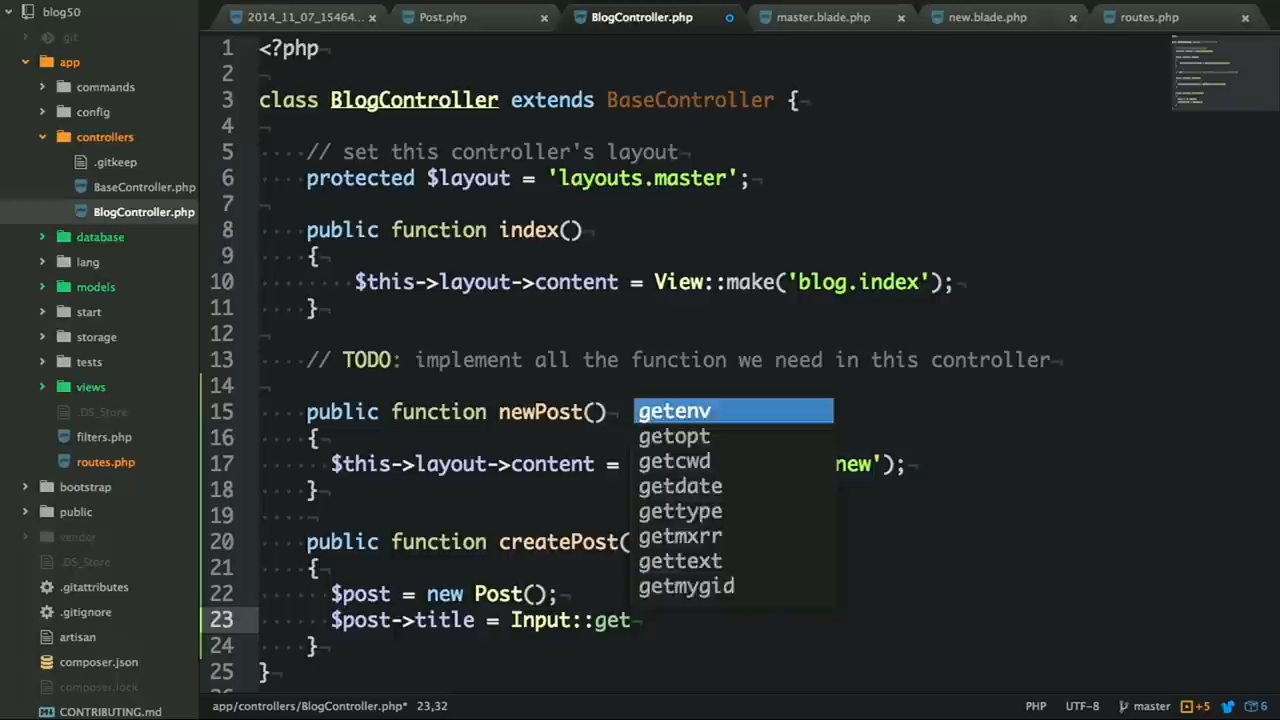 blog50
git
app
commands
config
controllers
.gitkeep
BaseController.php
BlogController.php
database
lang
models
start
storage
tests
views
.DS_Store
filters.php
routes.php
bootstrap
public
vendor
.DS_Store
.gitattributes
.gitignore
artisan
composer.json
composer.lock
CONTRIBUTING.md
2014_11_07_15464...
Post.php
BlogController.php
master.blade.php
new.blade.php
routes.php
1 <?php
2
3 class BlogController extends BaseController {
4
5 // set this controller's layout
6 protected $layout = 'layouts.master';
7
8 public function index()
9 {
10 $this->layout->content = View::make('blog.index');
11 }
12
13 // TODO: implement all the function we need in this controller
14
15 public function newPost()
16 {
17 $this->layout->content = new');
18 }
19
20 public function createPost(
21 {
22 $post = new Post();
23 $post->title = Input::get
24 }
25 }
getenv
getopt
getcwd
getdate
gettype
getmxrr
gettext
getmygid
app/controllers/BlogController.php* 23,32
PHP UTF-8 master +5 6